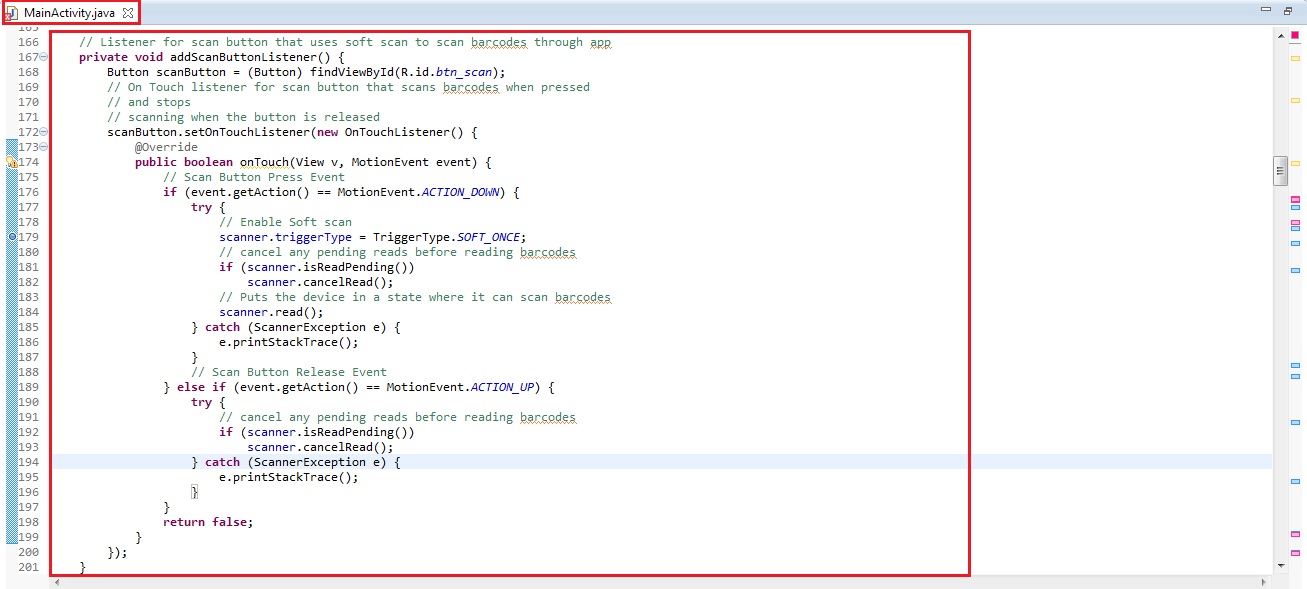 MainActivity.java
165
166 // Listener for scan button that uses soft scan to scan barcodes through app
167 private void addScanButtonListener() {
168 Button scanButton = (Button) findViewById(R.id.btn_scan);
169 // On Touch listener for scan button that scans barcodes when pressed
170 // and stops
171 // scanning when the button is released
172 scanButton.setOnTouchListener(new OnTouchListener() {
173 @Override
174 public boolean onTouch(View v, MotionEvent event) {
175 // Scan Button Press Event
176 if (event.getAction() == MotionEvent.ACTION_DOWN) {
177 try {
178 // Enable Soft scan
179 scanner.triggerType = TriggerType.SOFT_ONCE;
180 // cancel any pending reads before reading barcodes
181 if (scanner.isReadPending())
182 scanner.cancelRead();
183 // Puts the device in a state where it can scan barcodes
184 scanner.read();
185 } catch (ScannerException e) {
186 e.printStackTrace();
187 }
188 // Scan Button Release Event
189 } else if (event.getAction() == MotionEvent.ACTION_UP) {
190 try {
191 // cancel any pending reads before reading barcodes
192 if (scanner.isReadPending())
193 scanner.cancelRead();
194 } catch (ScannerException e) {
195 e.printStackTrace();
196 }
197 }
198 return false;
199 }
200 });
201 }